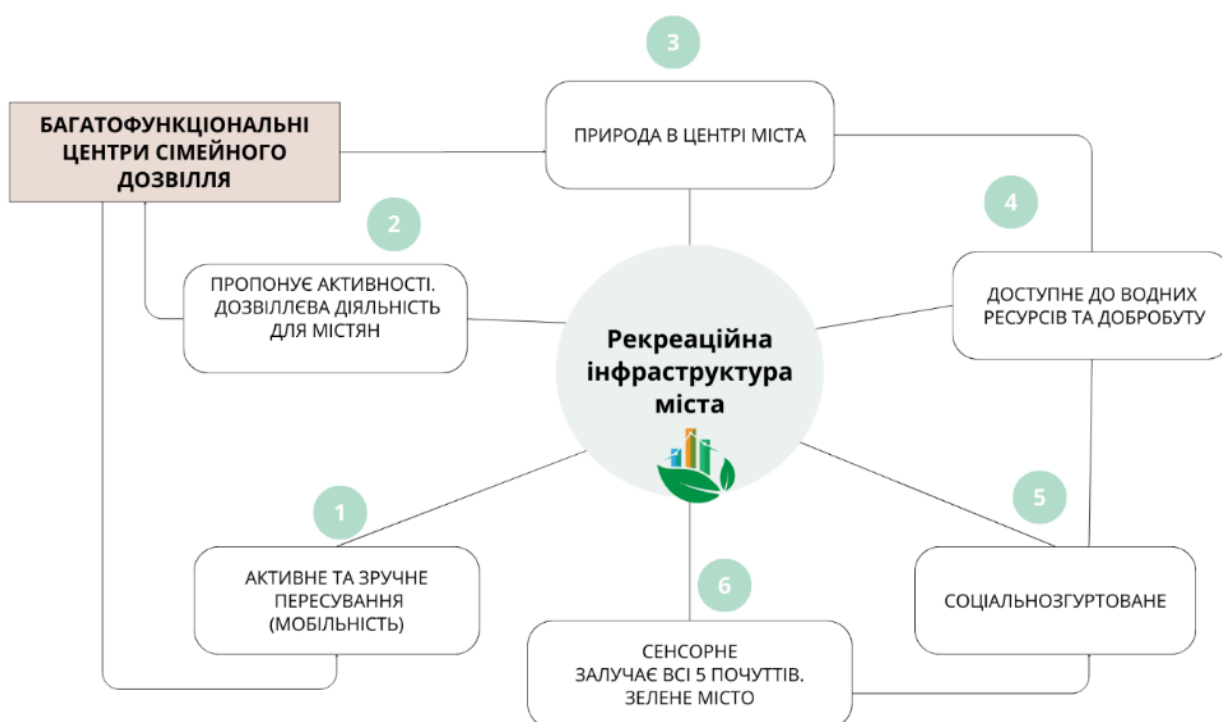 3
БАГАТОФУНКЦІОНАЛЬНІ
ЦЕНТРИ СІМЕЙНОГО
ДОЗВІЛЛЯ
ПРИРОДА В ЦЕНТРІ МІСТА
2
4
ПРОПОНУЄ АКТИВНОСТІ.
ДОЗВІЛЛЄВА ДІЯЛЬНІСТЬ
ДЛЯ МІСТЯН
ДОСТУПНЕ ДО ВОДНИХ
РЕСУРСІВ ТА ДОБРОБУТУ
Рекреаційна
інфраструктура
міста
1
5
АКТИВНЕ ТА ЗРУЧНЕ
ПЕРЕСУВАННЯ
(МОБІЛЬНІСТЬ)
6
СОЦІАЛЬНОЗГУРТОВАНЕ
СЕНСОРНЕ
ЗАЛУЧАЄ ВСІ 5 ПОЧУТТІВ.
ЗЕЛЕНЕ МІСТО